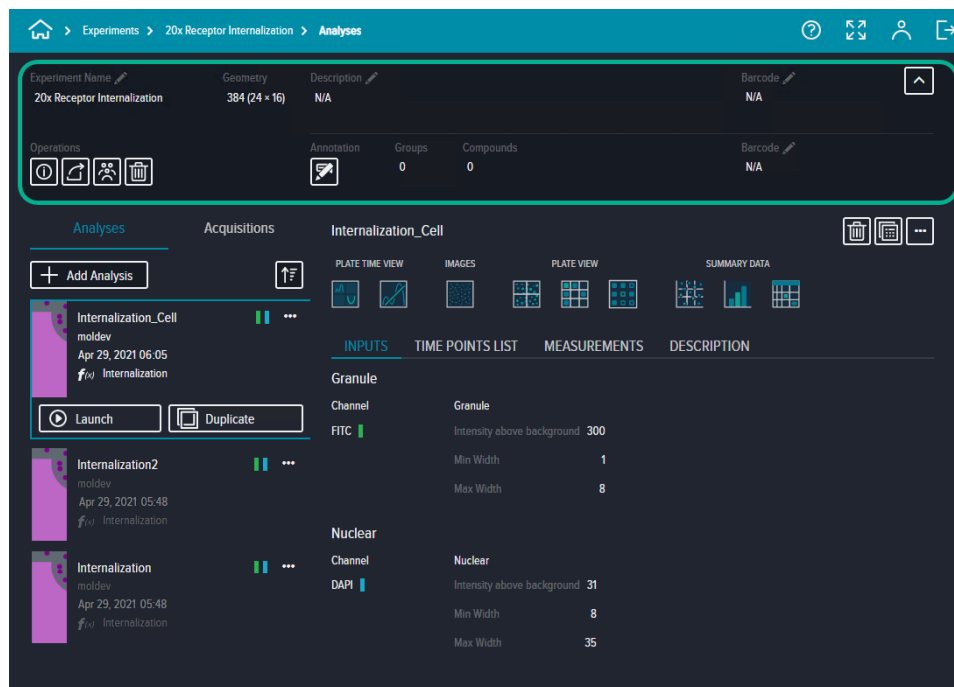 Experiments > 20x Receptor Internalization > Analyses
Experiment Name Geometry Description Barcode
20x Receptor Internalization 384 (24 × 16) N/A N/A
Operations Annotation Groups Compounds Barcode
0 0 N/A
Analyses Acquisitions Internalization_Cell
PLATE TIME VIEW IMAGES PLATE VIEW SUMMARY DATA
+ Add Analysis
Internalization_Cell
moldev
Apr 29, 2021 06:05
f(x) Internalization
Launch Duplicate
Internalization2
moldev
Apr 29, 2021 05:48
f(x) Internalization
Internalization
moldev
Apr 29, 2021 05:48
f(x) Internalization
INPUTS TIME POINTS LIST MEASUREMENTS DESCRIPTION
Granule
Channel Granule
FITC Intensity above background 300
Min Width 1
Max Width 8
Nuclear
Channel Nuclear
DAPI Intensity above background 31
Min Width 8
Max Width 35